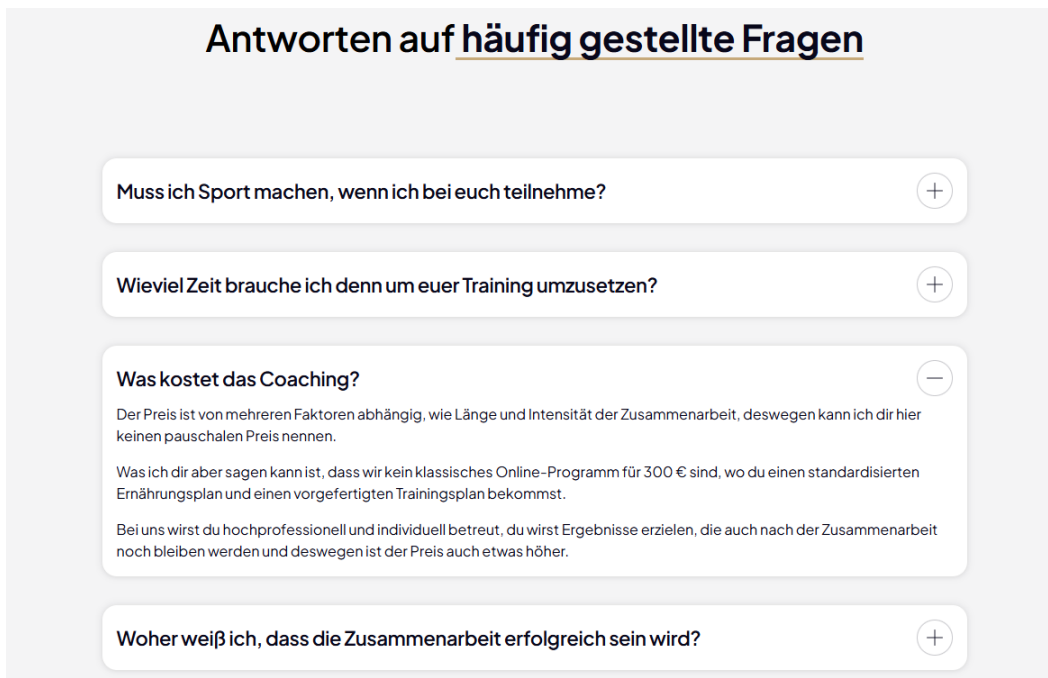 Antworten auf häufig gestellte Fragen
Muss ich Sport machen, wenn ich bei euch teilnehme?
Wieviel Zeit brauche ich denn um euer Training umzusetzen?
Was kostet das Coaching?
Der Preis ist von mehreren Faktoren abhängig, wie Länge und Intensität der Zusammenarbeit, deswegen kann ich dir hier
keinen pauschalen Preis nennen.
Was ich dir aber sagen kann ist, dass wir kein klassisches Online-Programm für 300 € sind, wo du einen standardisierten
Ernährungsplan und einen vorgefertigten Trainingsplan bekommst.
Bei uns wirst du hochprofessionell und individuell betreut, du wirst Ergebnisse erzielen, die auch nach der Zusammenarbeit
noch bleiben werden und deswegen ist der Preis auch etwas höher.
Woher weiß ich, dass die Zusammenarbeit erfolgreich sein wird?